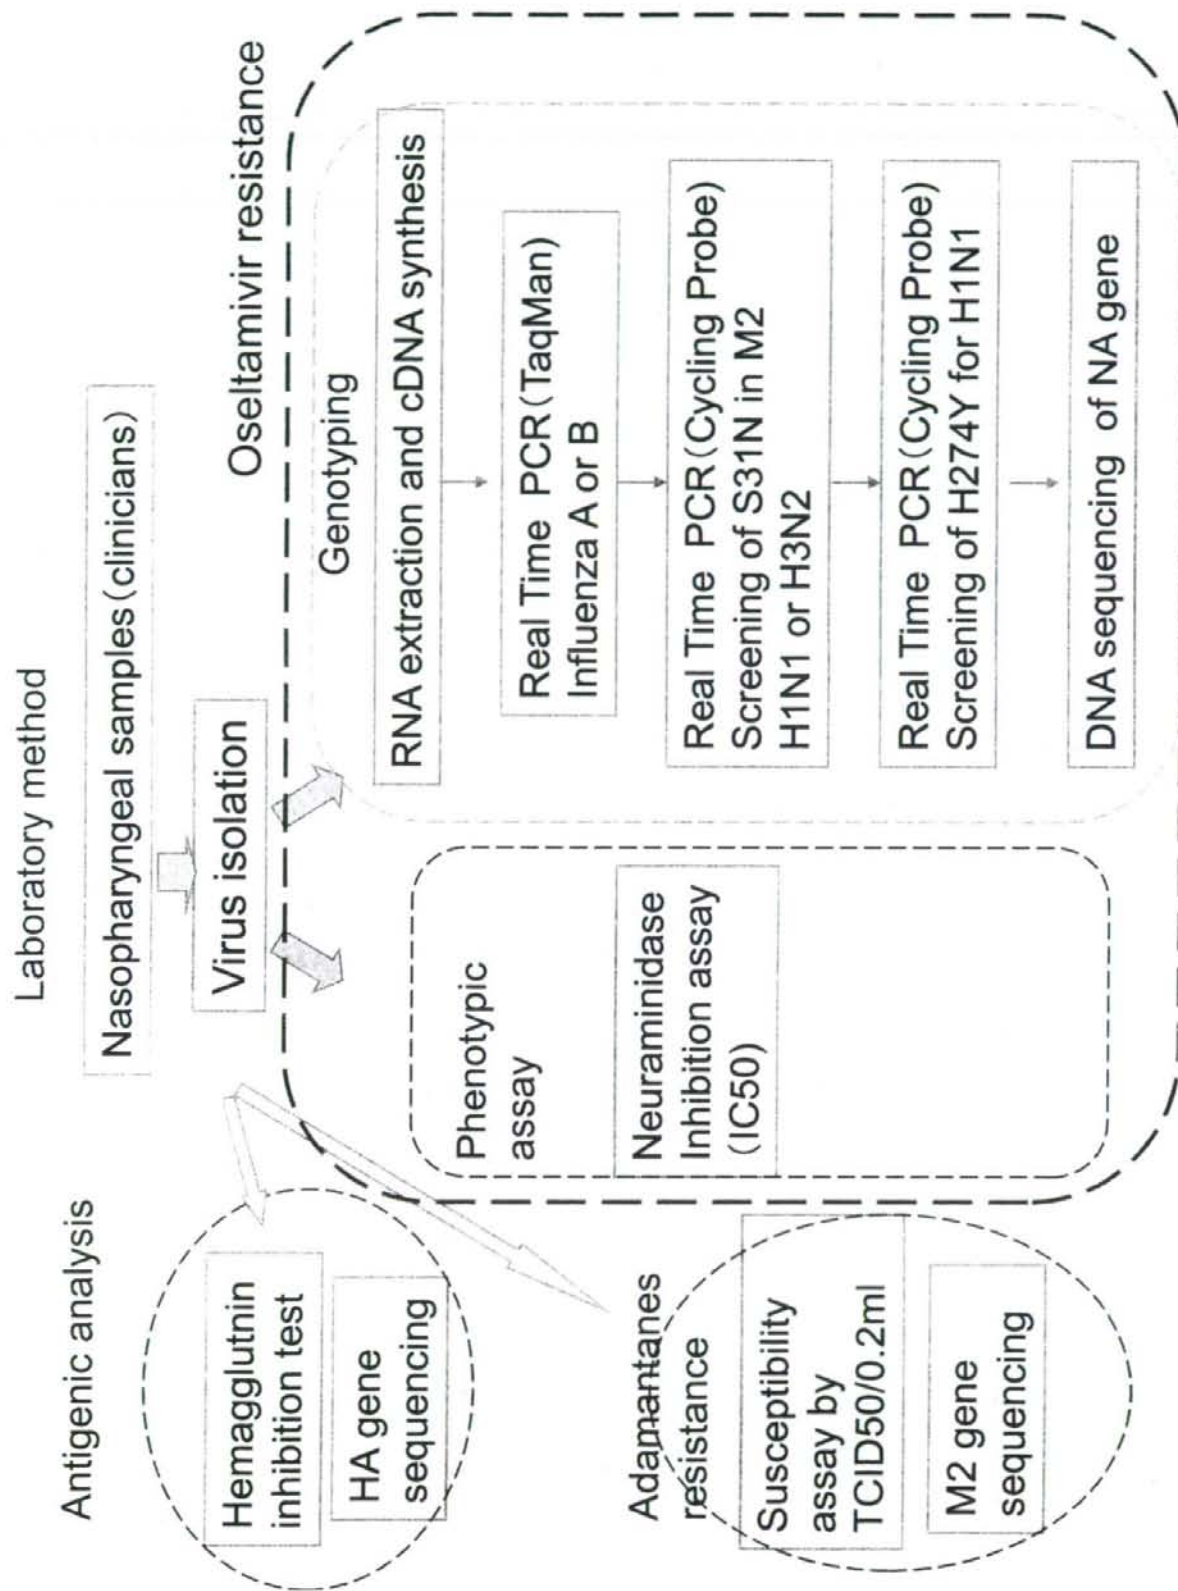 Laboratory method
Nasopharyngeal samples(clinicians)
Virus isolation
Antigenic analysis
Hemagglutnin
inhibition test
HA gene
sequencing
Adamantanes
resistance
Susceptibility
assay by
TCID50/0.2ml
M2 gene
sequencing
Oseltamivir resistance
Phenotypic
assay
Neuraminidase
Inhibition assay
(IC50)
Genotyping
RNA extraction and cDNA synthesis
Real Time PCR(TaqMan)
Influenza A or B
Real Time PCR(Cycling Probe)
Screening of S31N in M2
H1N1 or H3N2
Real Time PCR(Cycling Probe)
Screening of H274Y for H1N1
DNA sequencing of NA gene